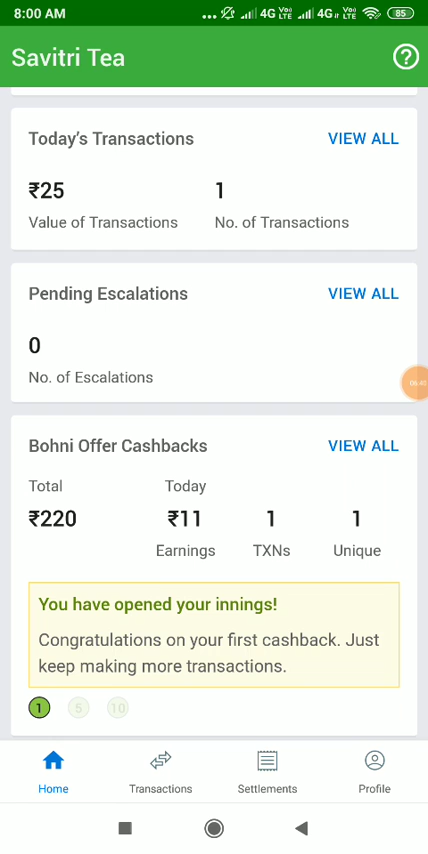 8:00 AM
4G Vo) LTE 4G Vo) LTE 85
Savitri Tea
?
Today's Transactions VIEW ALL
₹25 1
Value of Transactions No. of Transactions
Pending Escalations VIEW ALL
0
No. of Escalations
Bohni Offer Cashbacks VIEW ALL
Total Today
₹220 ₹11 1 1
Earnings TXNs Unique
You have opened your innings!
Congratulations on your first cashback. Just
keep making more transactions.
1 5 10
Home Transactions Settlements Profile